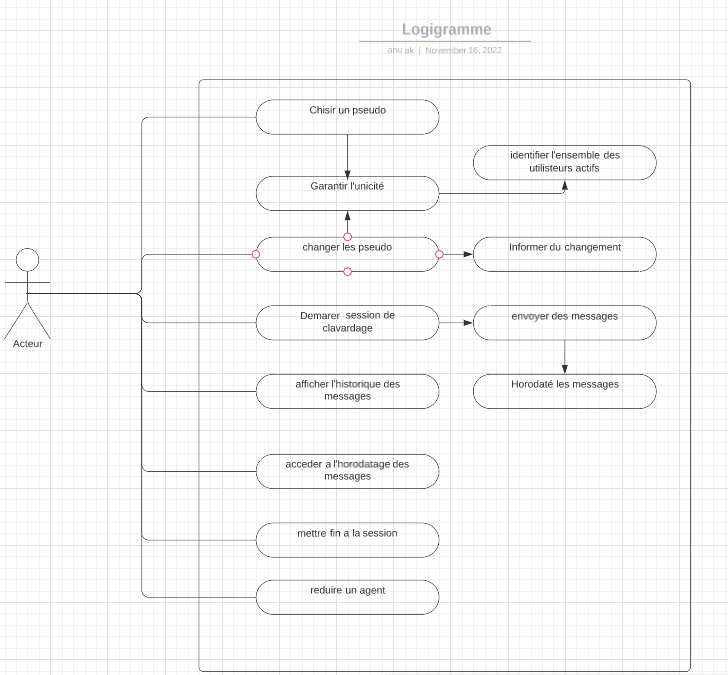 Logigramme
anu ak | November 16, 2022
Chisir un pseudo
identifier l'ensemble des
utilisteurs actifs
Garantir l'unicité
changer les pseudo
Informer du changement
Acteur
Demarer session de
clavardage
envoyer des messages
afficher l'historique des
messages
Horodaté les messages
acceder a l'horodatage des
messages
mettre fin a la session
reduire un agent